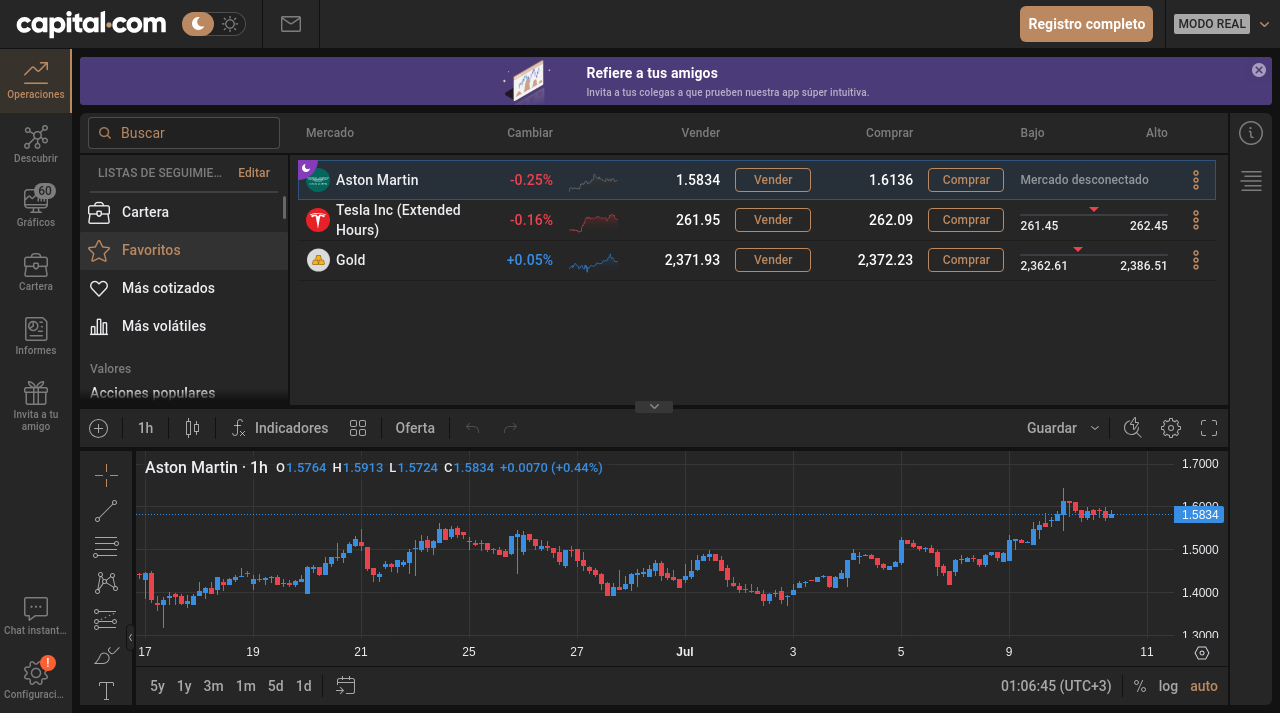 capital.com
Registro completo
MODO REAL
Operaciones
Descubrir
60
Gráficos
Cartera
Informes
Invita a tu
amigo
Chat instant...
!
Configuraci...
Refiere a tus amigos
Invita a tus colegas a que prueben nuestra app súper intuitiva.
Buscar
LISTAS DE SEGUIMIE... Editar
Cartera
Favoritos
Más cotizados
Más volátiles
Valores
Acciones populares
Mercado Cambiar Vender Comprar Bajo Alto
Aston Martin -0.25% 1.5834 Vender 1.6136 Comprar Mercado desconectado
Tesla Inc (Extended
Hours) -0.16% 261.95 Vender 262.09 Comprar 261.45 262.45
Gold +0.05% 2,371.93 Vender 2,372.23 Comprar 2,362.61 2,386.51
1h Indicadores Oferta Guardar
Aston Martin · 1h O1.5764 H1.5913 L1.5724 C1.5834 +0.0070 (+0.44%)
1.7000
1.6000
1.5834
1.5000
1.4000
1.3000
17 19 21 25 27 Jul 3 5 9 11
5y 1y 3m 1m 5d 1d 01:06:45 (UTC+3) % log auto